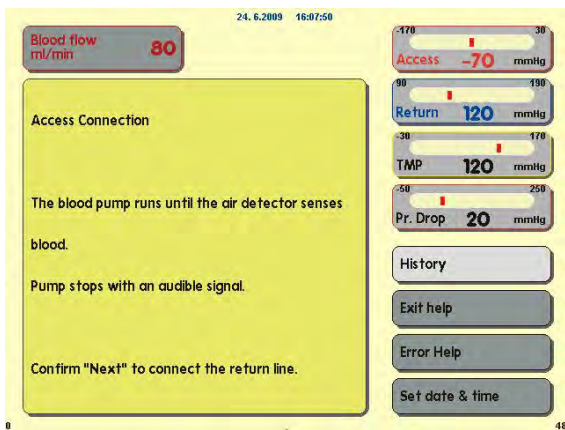 24. 6.2009 16:07:50
Blood flow
ml/min 80
-170 30
Access -70 mmHg
90 190
Return 120 mmHg
-30 170
TMP 120 mmHg
-50 250
Pr. Drop 20 mmHg
Access Connection
The blood pump runs until the air detector senses
blood.
Pump stops with an audible signal.
Confirm "Next" to connect the return line.
History
Exit help
Error Help
Set date & time
0 48